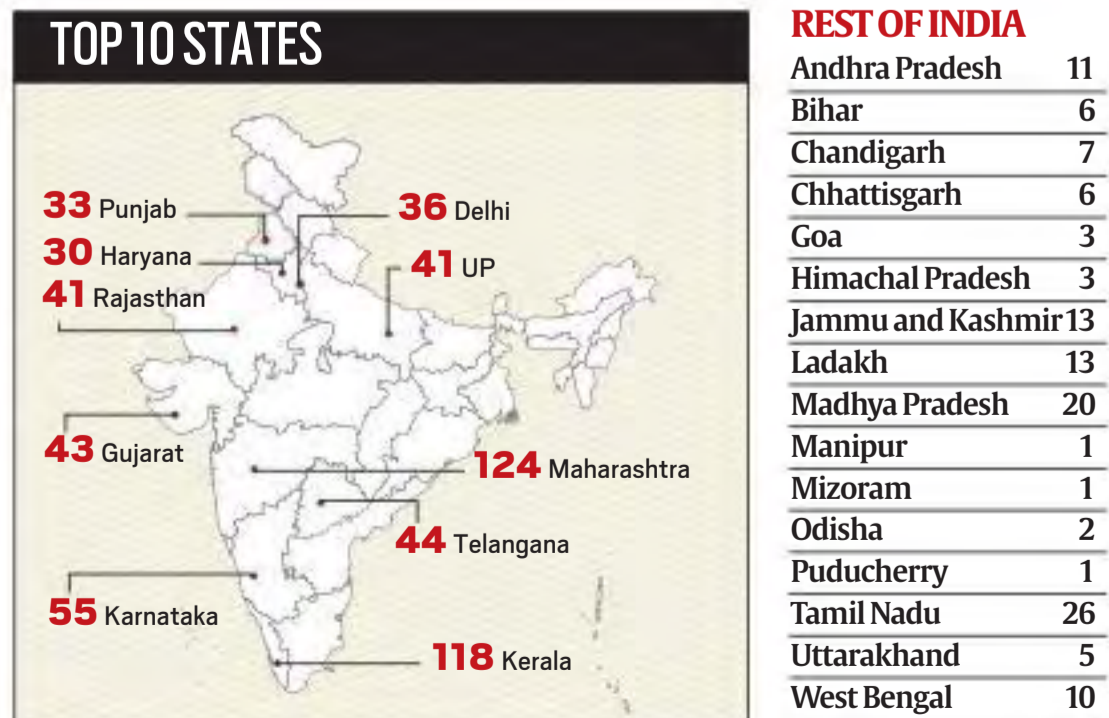 TOP 10 STATES
33 Punjab
30 Haryana
41 Rajasthan
36 Delhi
41 UP
43 Gujarat
124 Maharashtra
44 Telangana
55 Karnataka
118 Kerala
REST OF INDIA
Andhra Pradesh 11
Bihar 6
Chandigarh 7
Chhattisgarh 6
Goa 3
Himachal Pradesh 3
Jammu and Kashmir 13
Ladakh 13
Madhya Pradesh 20
Manipur 1
Mizoram 1
Odisha 2
Puducherry 1
Tamil Nadu 26
Uttarakhand 5
West Bengal 10